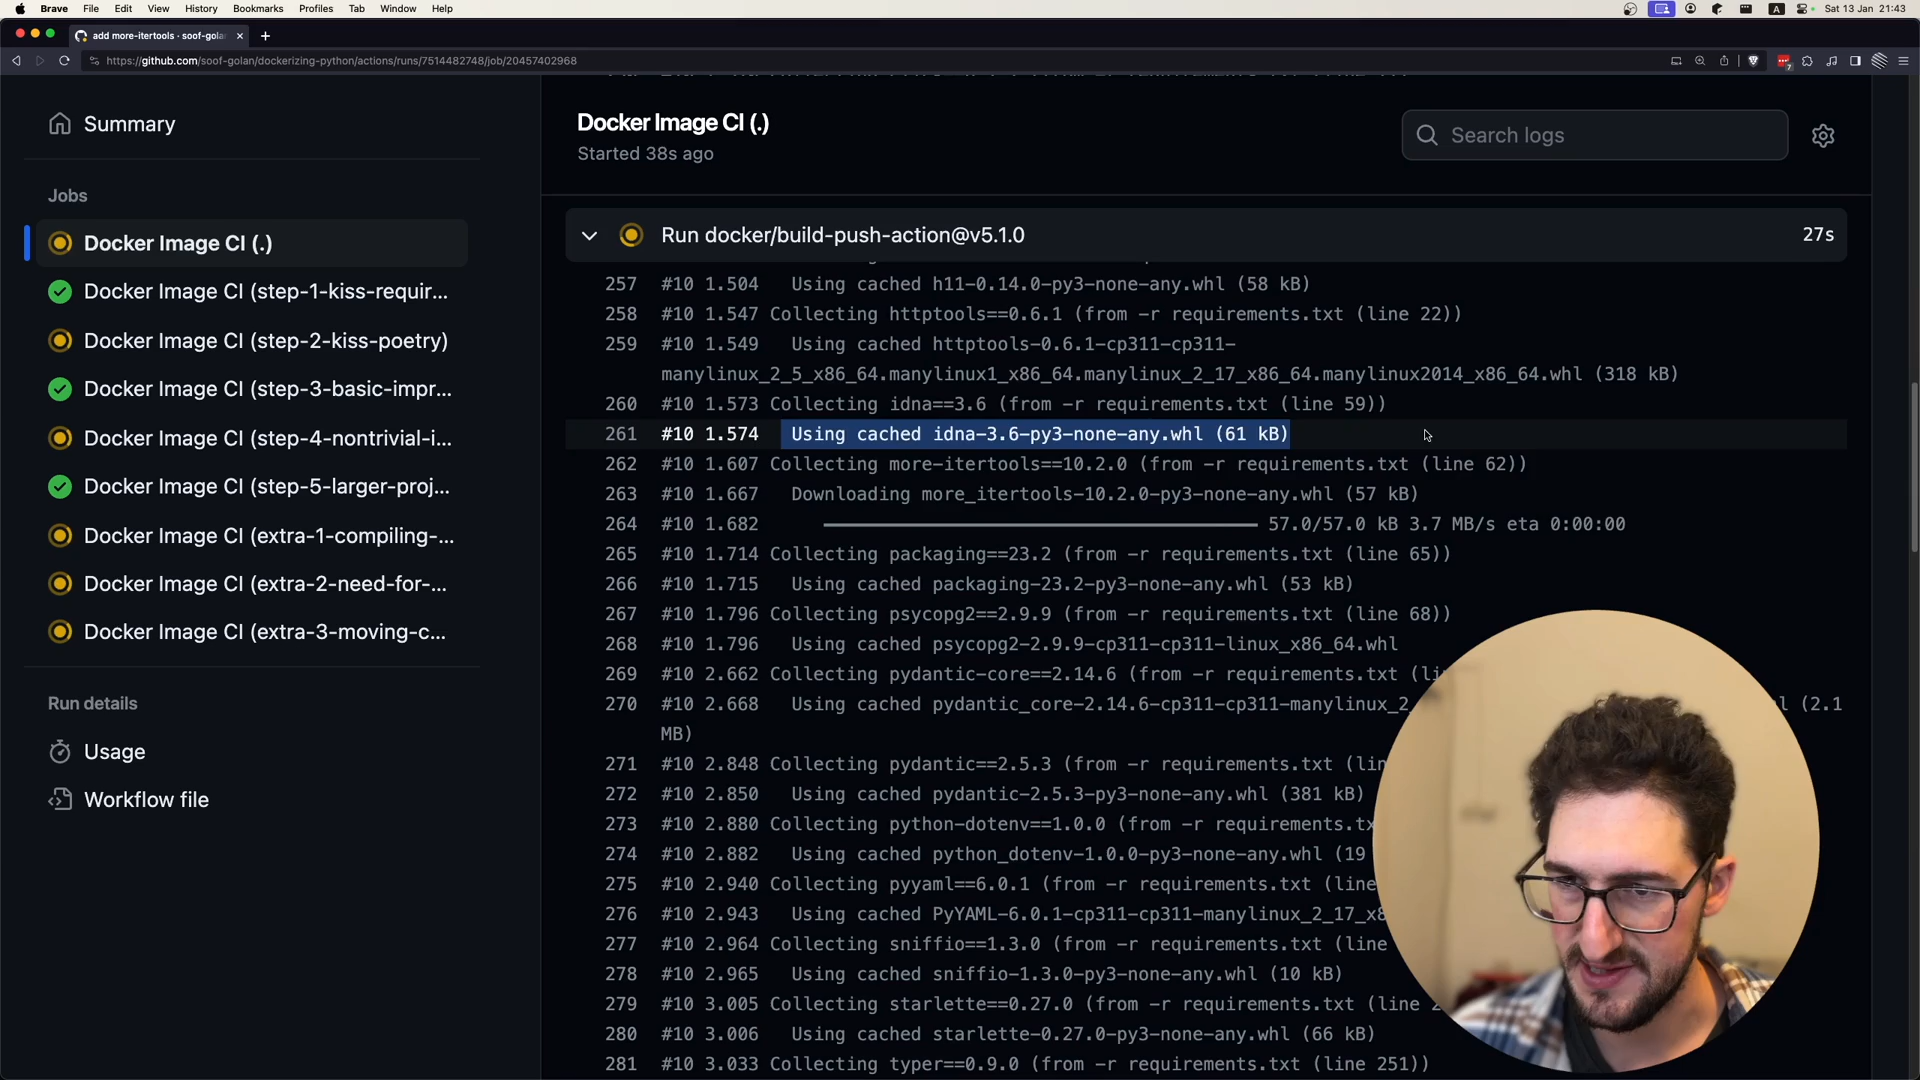 Brave File Edit View History Bookmarks Profiles Tab Window Help
A
Sat 13 Jan 21:43
add more-itertools · soof-golan
https://github.com/soof-golan/dockerizing-python/actions/runs/7514482748/job/20457402968
Summary
Jobs
Docker Image CI (.)
Docker Image CI (step-1-kiss-requir...
Docker Image CI (step-2-kiss-poetry)
Docker Image CI (step-3-basic-impr...
Docker Image CI (step-4-nontrivial-i...
Docker Image CI (step-5-larger-proj...
Docker Image CI (extra-1-compiling-...
Docker Image CI (extra-2-need-for-...
Docker Image CI (extra-3-moving-c...
Run details
Usage
Workflow file
Docker Image CI (.)
Started 38s ago
Search logs
Run docker/build-push-action@v5.1.0 27s
257 #10 1.504 Using cached h11-0.14.0-py3-none-any.whl (58 kB)
258 #10 1.547 Collecting httptools==0.6.1 (from -r requirements.txt (line 22))
259 #10 1.549 Using cached httptools-0.6.1-cp311-cp311-
manylinux_2_5_x86_64.manylinux1_x86_64.manylinux_2_17_x86_64.manylinux2014_x86_64.whl (318 kB)
260 #10 1.573 Collecting idna==3.6 (from -r requirements.txt (line 59))
261 #10 1.574 Using cached idna-3.6-py3-none-any.whl (61 kB)
262 #10 1.607 Collecting more-itertools==10.2.0 (from -r requirements.txt (line 62))
263 #10 1.667 Downloading more_itertools-10.2.0-py3-none-any.whl (57 kB)
264 #10 1.682 57.0/57.0 kB 3.7 MB/s eta 0:00:00
265 #10 1.714 Collecting packaging==23.2 (from -r requirements.txt (line 65))
266 #10 1.715 Using cached packaging-23.2-py3-none-any.whl (53 kB)
267 #10 1.796 Collecting psycopg2==2.9.9 (from -r requirements.txt (line 68))
268 #10 1.796 Using cached psycopg2-2.9.9-cp311-cp311-linux_x86_64.whl
269 #10 2.662 Collecting pydantic-core==2.14.6 (from -r requirements.txt (li
270 #10 2.668 Using cached pydantic_core-2.14.6-cp311-cp311-manylinux_2_ l (2.1
MB)
271 #10 2.848 Collecting pydantic==2.5.3 (from -r requirements.txt (lin
272 #10 2.850 Using cached pydantic-2.5.3-py3-none-any.whl (381 kB)
273 #10 2.880 Collecting python-dotenv==1.0.0 (from -r requirements.tx
274 #10 2.882 Using cached python_dotenv-1.0.0-py3-none-any.whl (19
275 #10 2.940 Collecting pyyaml==6.0.1 (from -r requirements.txt (line
276 #10 2.943 Using cached PyYAML-6.0.1-cp311-cp311-manylinux_2_17_x8
277 #10 2.964 Collecting sniffio==1.3.0 (from -r requirements.txt (line
278 #10 2.965 Using cached sniffio-1.3.0-py3-none-any.whl (10 kB)
279 #10 3.005 Collecting starlette==0.27.0 (from -r requirements.txt (line 2
280 #10 3.006 Using cached starlette-0.27.0-py3-none-any.whl (66 kB)
281 #10 3.033 Collecting typer==0.9.0 (from -r requirements.txt (line 251))